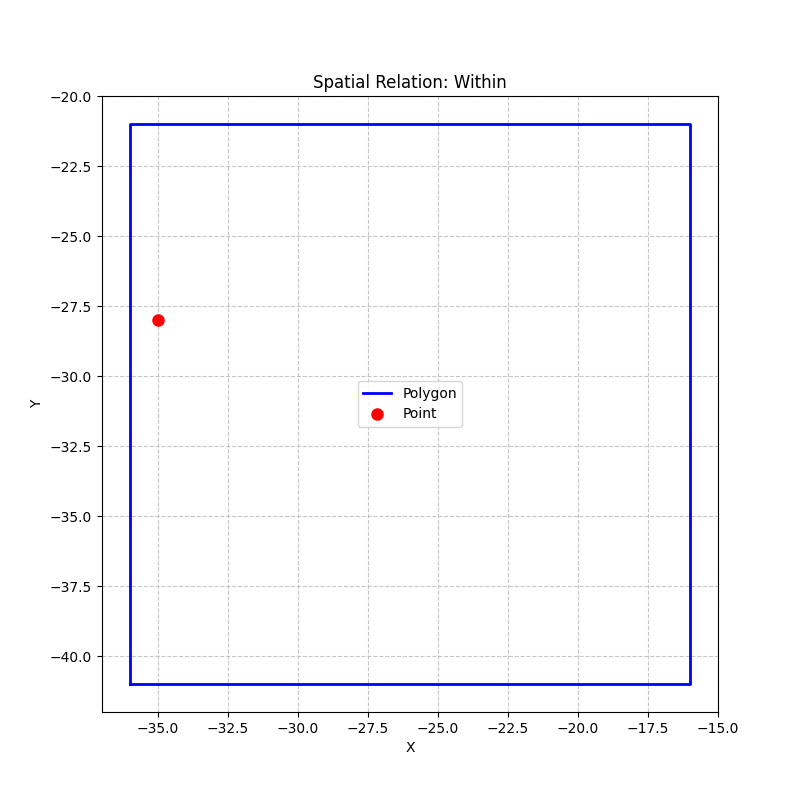 Spatial Relation: Within
−20.0
−22.5
−25.0
−27.5
−30.0
−32.5
−35.0
−37.5
−40.0
Y
Polygon
Point
−35.0 −32.5 −30.0 −27.5 −25.0 −22.5 −20.0 −17.5 −15.0
X